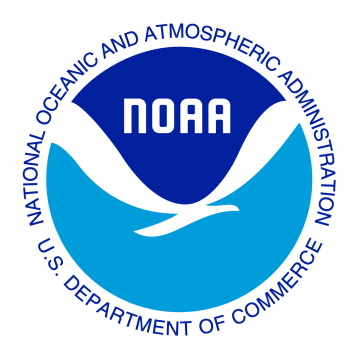 NATIONAL OCEANIC AND ATMOSPHERIC ADMINISTRATION
NOAA
U.S. DEPARTMENT OF COMMERCE